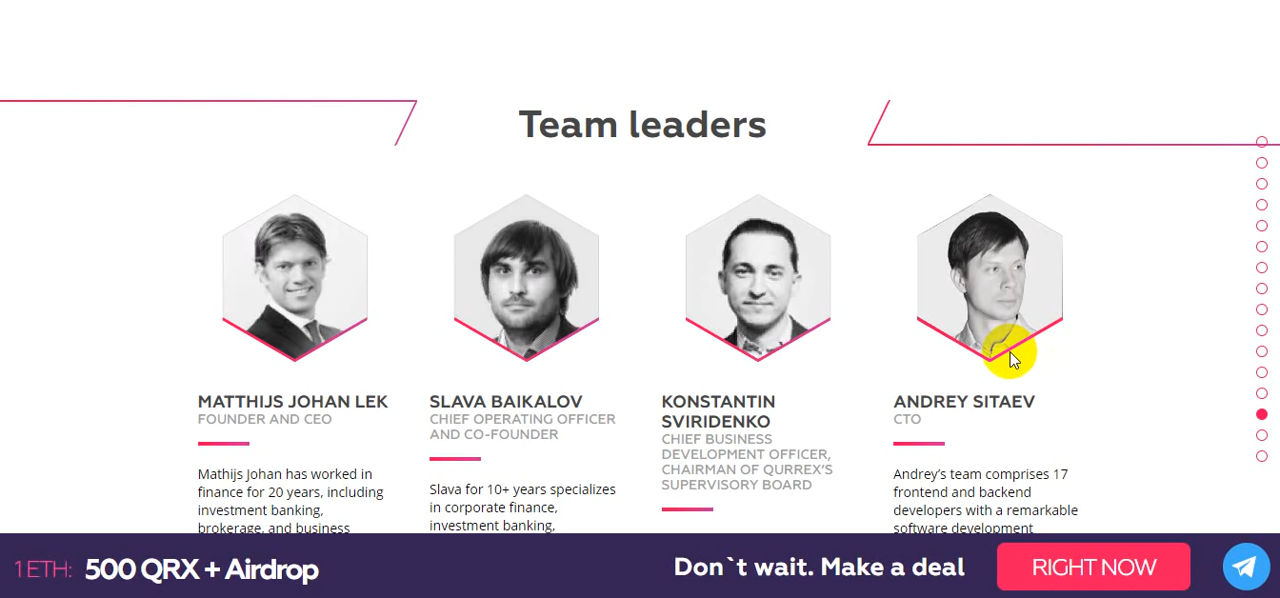 Team leaders
MATTHIJS JOHAN LEK
FOUNDER AND CEO
Mathijs Johan has worked in
finance for 20 years, including
investment banking,
brokerage, and business
SLAVA BAIKALOV
CHIEF OPERATING OFFICER
AND CO-FOUNDER
Slava for 10+ years specializes
in corporate finance,
investment banking,
KONSTANTIN
SVIRIDENKO
CHIEF BUSINESS
DEVELOPMENT OFFICER,
CHAIRMAN OF QURREX'S
SUPERVISORY BOARD
ANDREY SITAEV
CTO
Andrey's team comprises 17
frontend and backend
developers with a remarkable
software development
1 ETH: 500 QRX + Airdrop
Don`t wait. Make a deal
RIGHT NOW